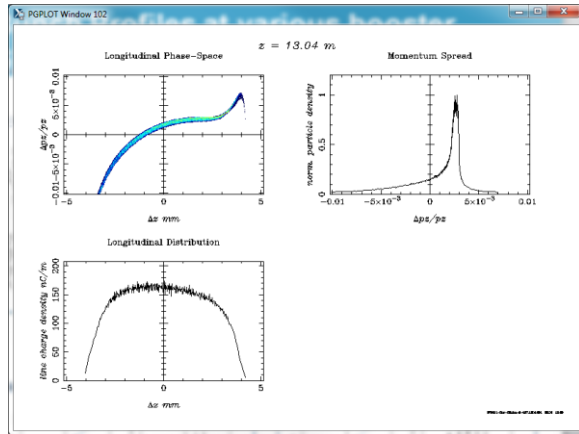 PGPLOT Window 102
z = 13.04 m
Longitudinal Phase-Space
Momentum Spread
Δpz/pz
-0.01 -5×10⁻³ 0 5×10⁻³ 0.01
-5 0 5
Δz mm
norm. particle density
0 0.5 1
-0.01 -5×10⁻³ 0 5×10⁻³ 0.01
Δpz/pz
Longitudinal Distribution
line charge density nC/m
0 50 100 150 200
-5 0 5
Δz mm